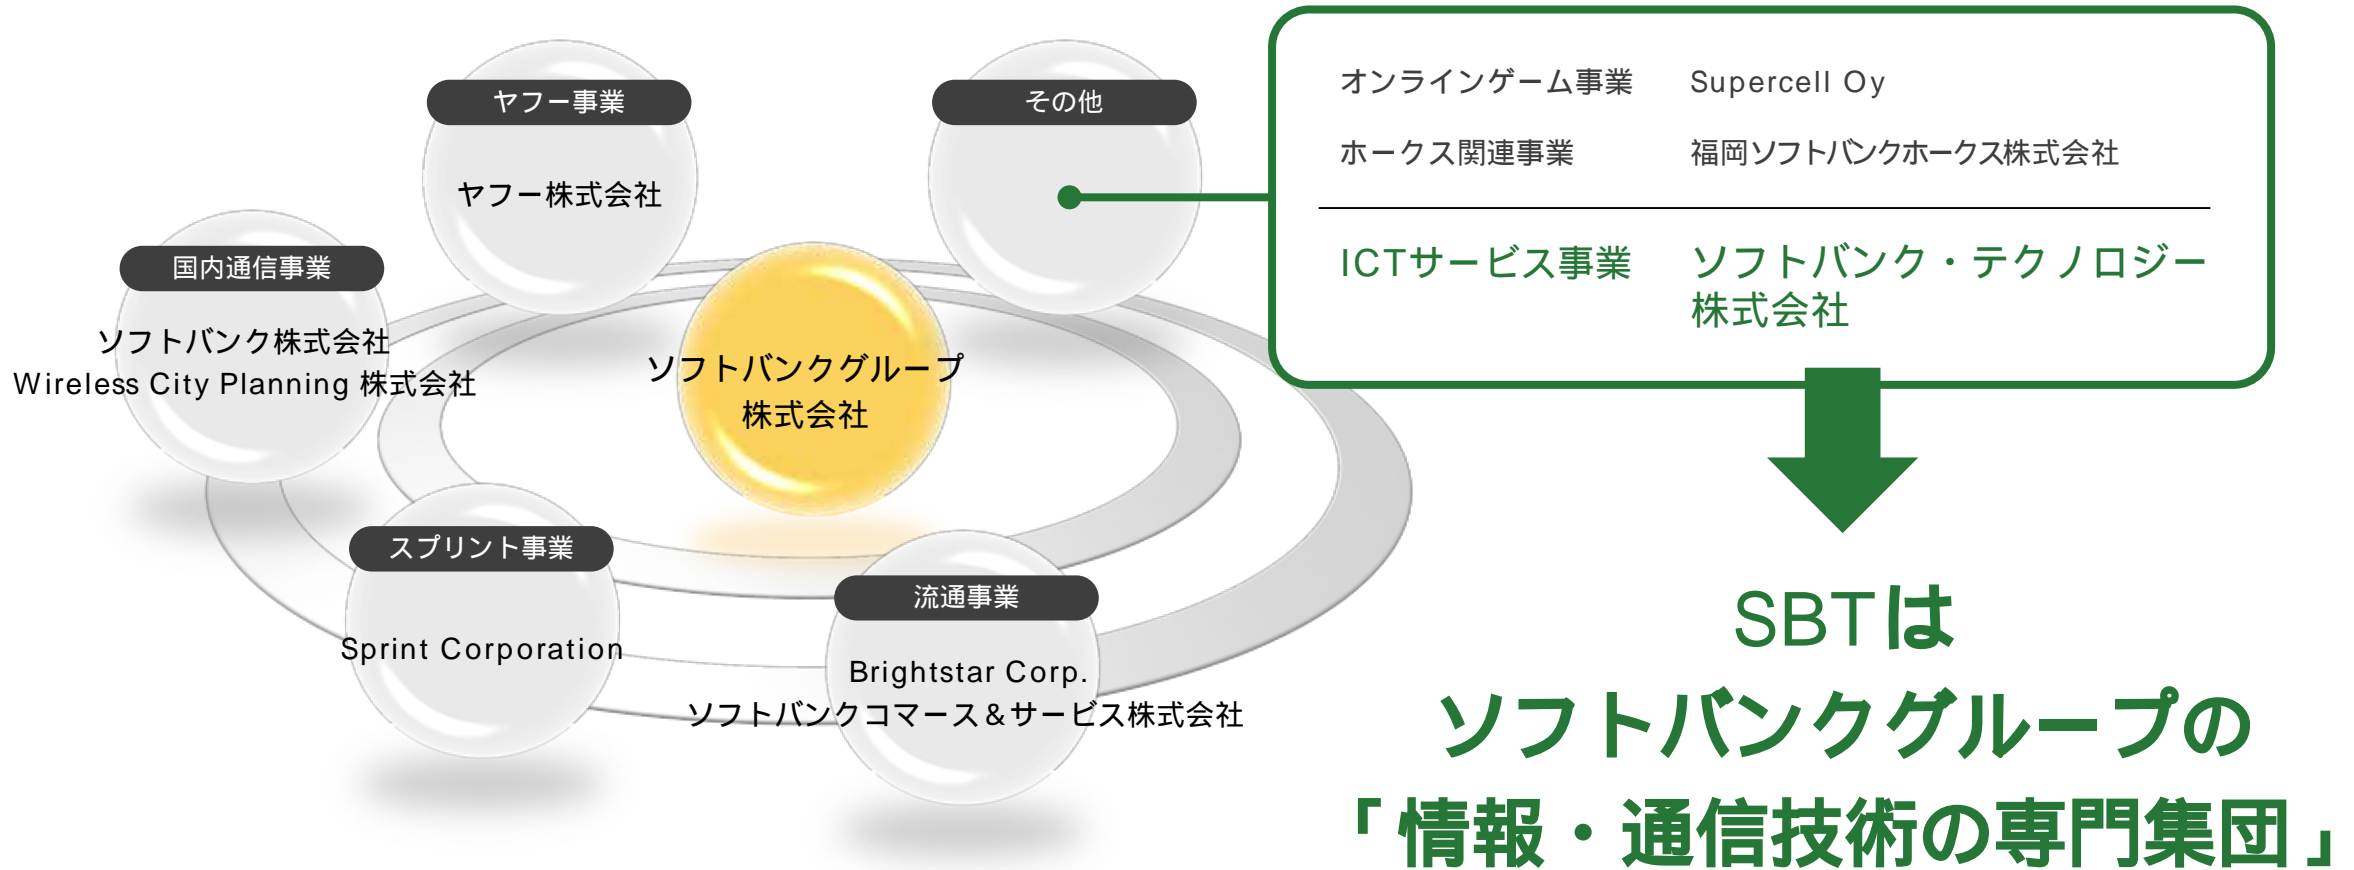 ヤフー事業
ヤフー株式会社
その他
国内通信事業
ソフトバンク株式会社
Wireless City Planning 株式会社
ソフトバンクグループ
株式会社
スプリント事業
Sprint Corporation
流通事業
Brightstar Corp.
ソフトバンクコマース＆サービス株式会社
オンラインゲーム事業 Supercell Oy
ホークス関連事業 福岡ソフトバンクホークス株式会社
ICTサービス事業 ソフトバンク・テクノロジー
株式会社
SBTは
ソフトバンクグループの
「情報・通信技術の専門集団」